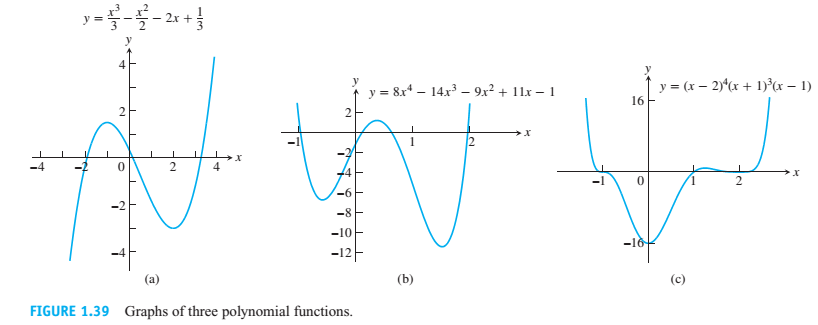 y = x³/3 − x²/2 − 2x + 1/3
y
4
2
−4
−2
0
2
4
x
−2
−4
(a)
y
y = 8x⁴ − 14x³ − 9x² + 11x − 1
2
−1
1
2
x
−2
−4
−6
−8
−10
−12
(b)
y
y = (x − 2)⁴(x + 1)³(x − 1)
16
−1
0
1
2
x
−16
(c)
FIGURE 1.39 Graphs of three polynomial functions.